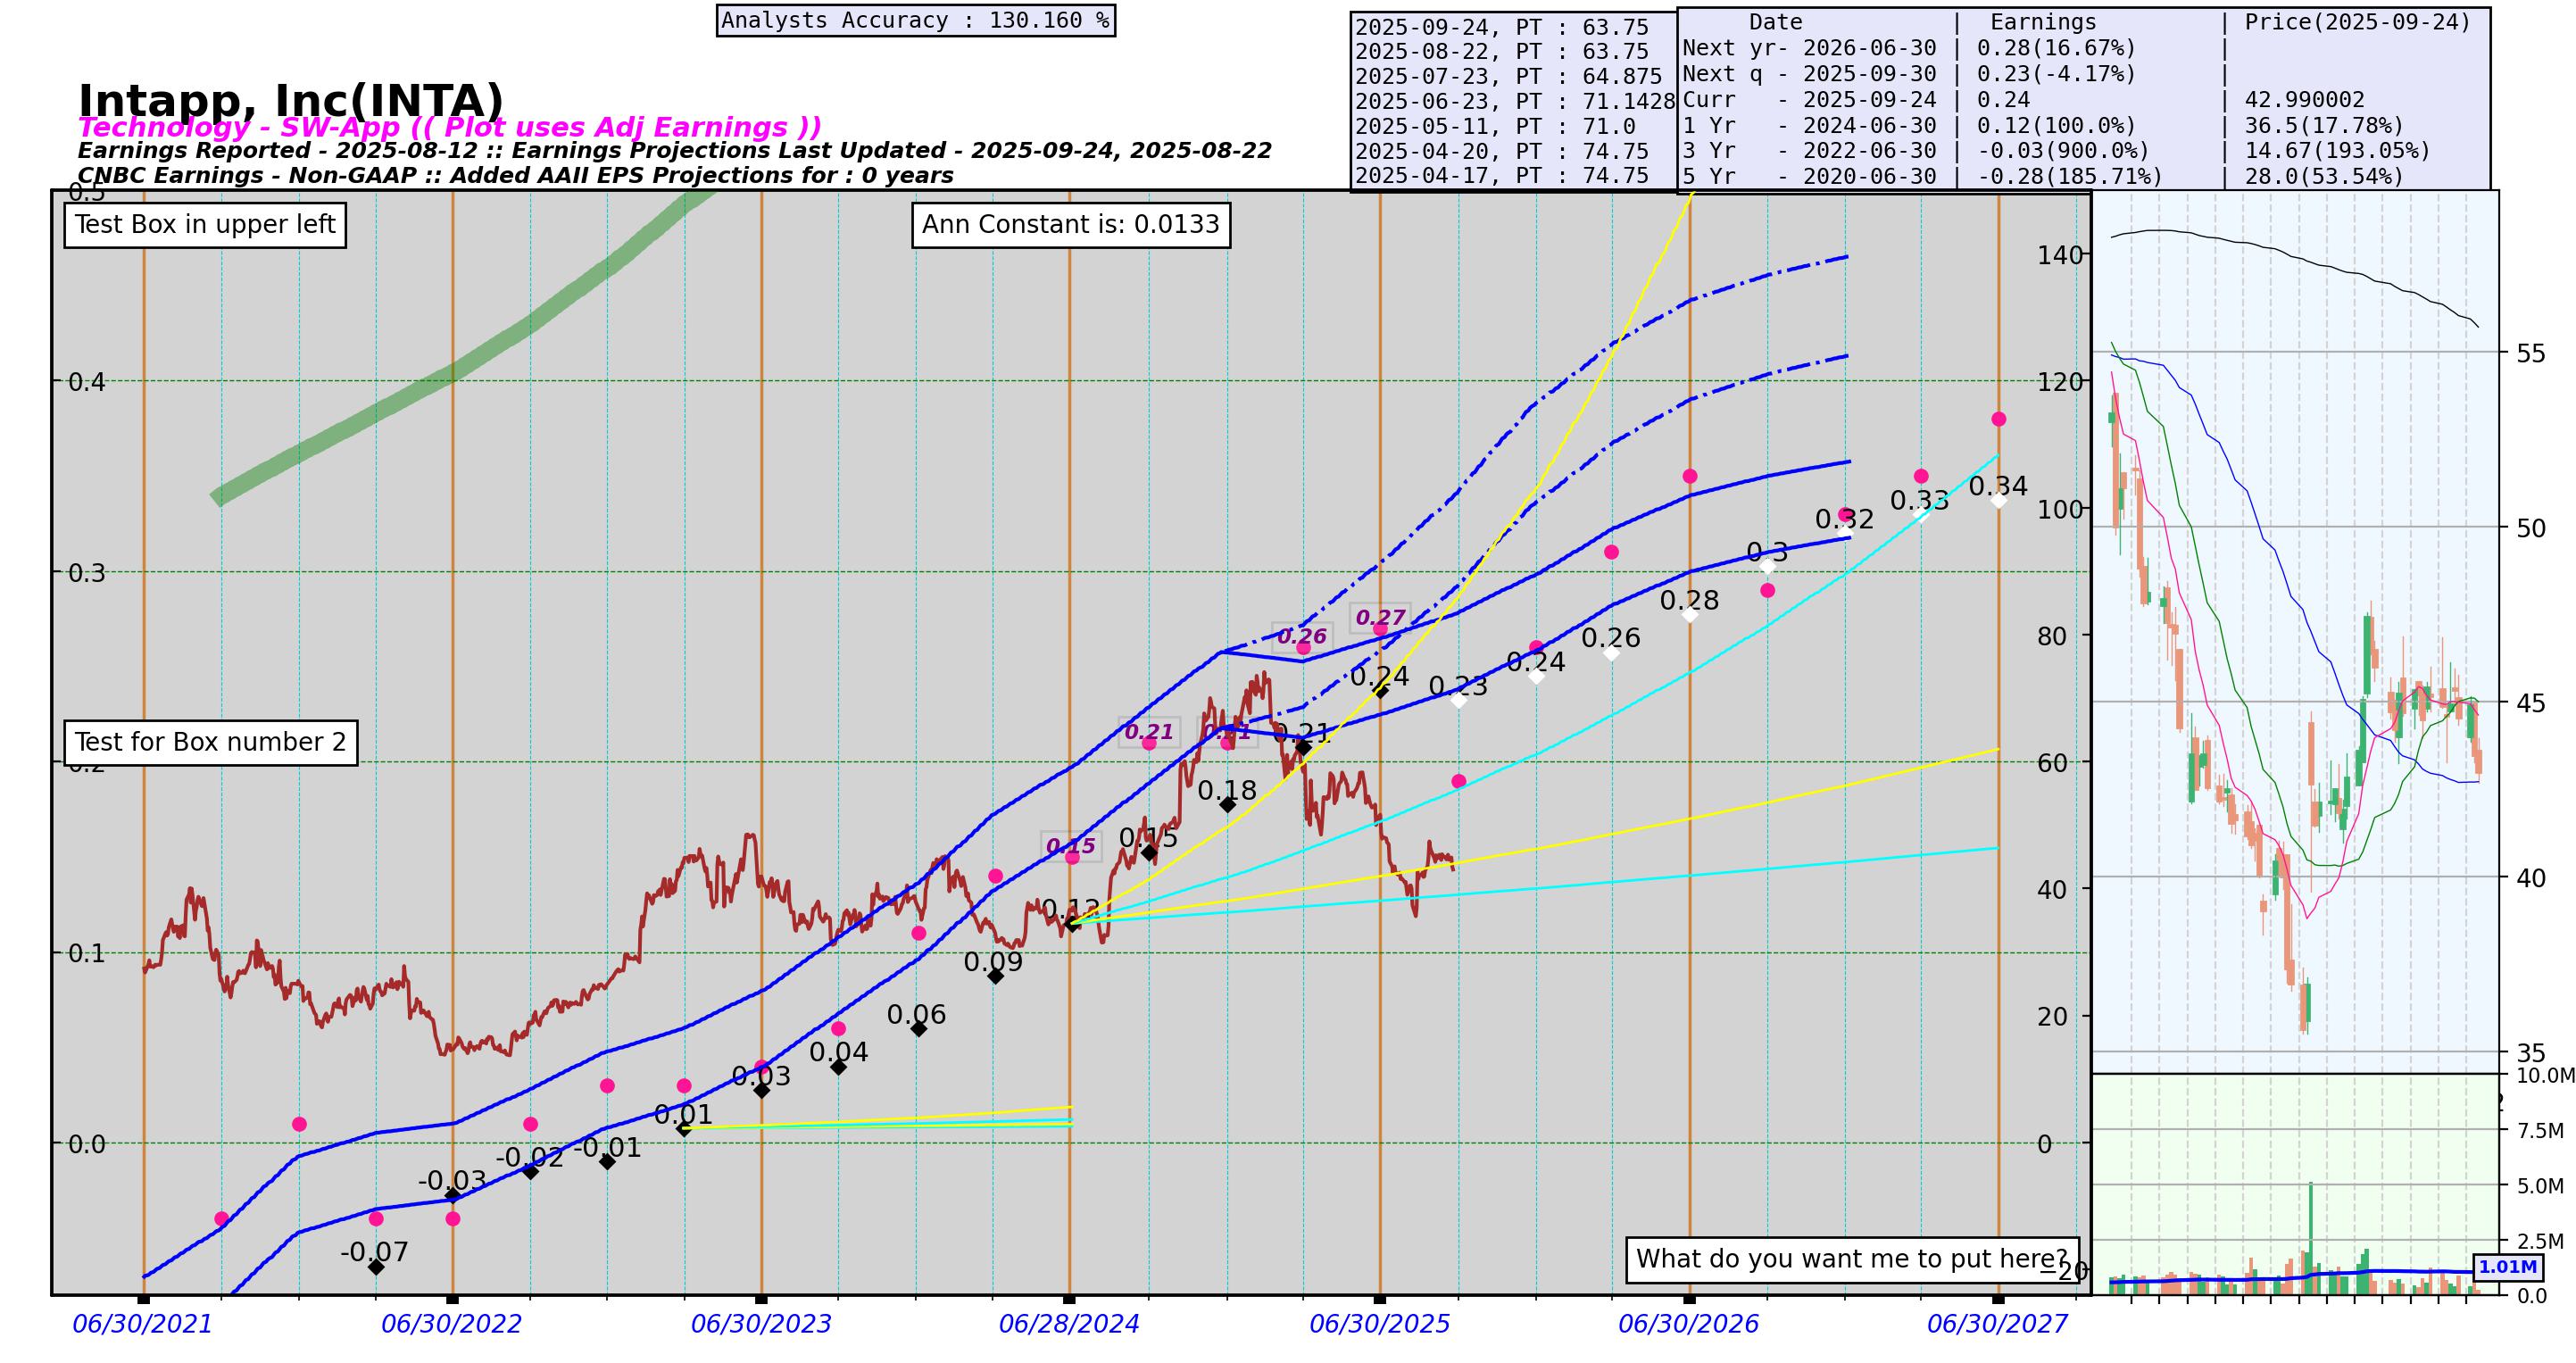 Analysts Accuracy : 130.160 %
2025-09-24, PT : 63.75
2025-08-22, PT : 63.75
2025-07-23, PT : 64.875
2025-06-23, PT : 71.1428
2025-05-11, PT : 71.0
2025-04-20, PT : 74.75
2025-04-17, PT : 74.75
Date | Earnings | Price(2025-09-24)
Next yr- 2026-06-30 | 0.28(16.67%) |
Next q - 2025-09-30 | 0.23(-4.17%) |
Curr - 2025-09-24 | 0.24 | 42.990002
1 Yr - 2024-06-30 | 0.12(100.0%) | 36.5(17.78%)
3 Yr - 2022-06-30 | -0.03(900.0%) | 14.67(193.05%)
5 Yr - 2020-06-30 | -0.28(185.71%) | 28.0(53.54%)
Intapp, Inc(INTA)
Technology - SW-App (( Plot uses Adj Earnings ))
Earnings Reported - 2025-08-12 :: Earnings Projections Last Updated - 2025-09-24, 2025-08-22
CNBC Earnings - Non-GAAP :: Added AAII EPS Projections for : 0 years
Test Box in upper left
Ann Constant is: 0.0133
Test for Box number 2
What do you want me to put here?
0.5
0.4
0.3
0.2
0.1
0.0
-0.07
-0.03
-0.02
-0.01
0.01
0.03
0.04
0.06
0.09
0.12
0.15
0.18
0.21
0.24
0.23
0.24
0.26
0.28
0.3
0.32
0.33
0.34
0.15
0.21
0.21
0.26
0.27
140
120
100
80
60
40
20
0
−20
55
50
45
40
35
10.0M
7.5M
5.0M
2.5M
1.01M
0.0
06/30/2021
06/30/2022
06/30/2023
06/28/2024
06/30/2025
06/30/2026
06/30/2027